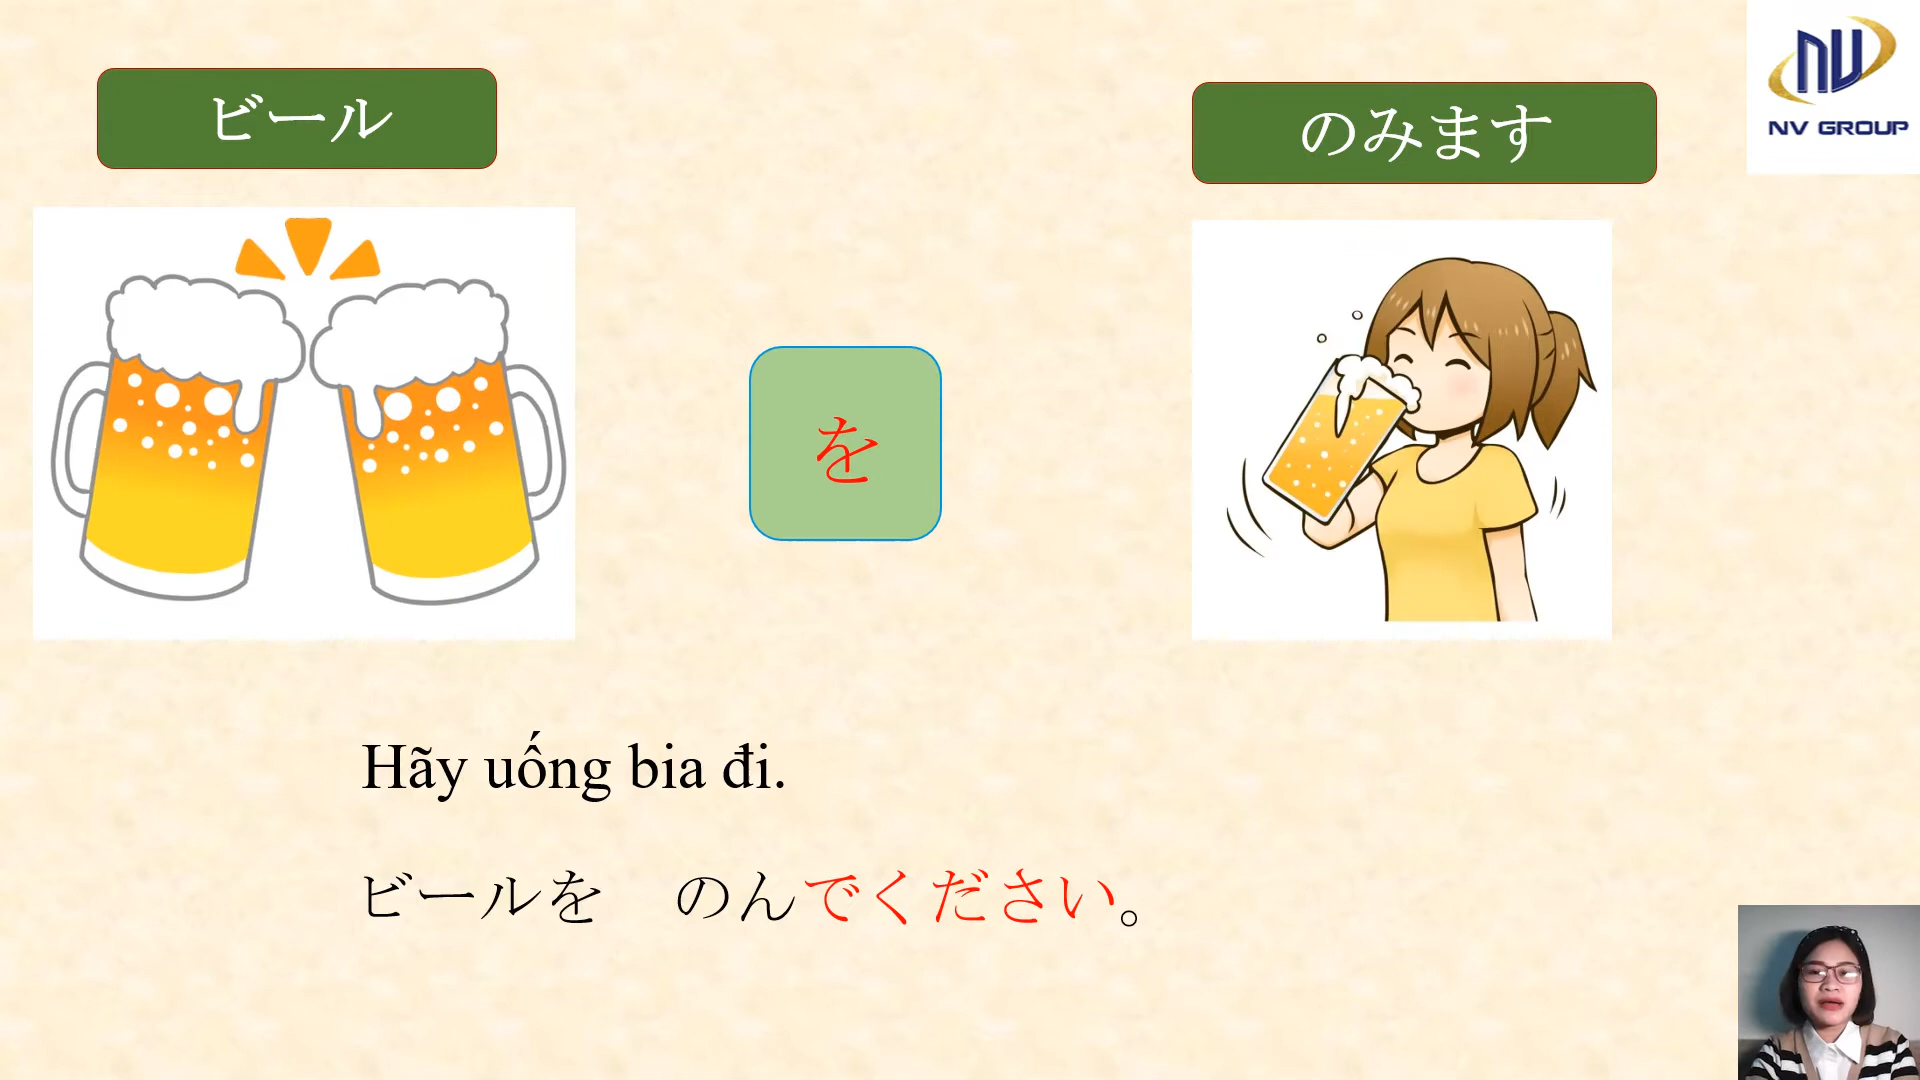 ビール
のみます
NV
NV GROUP
を
Hãy uống bia đi.
ビールを　のんでください。